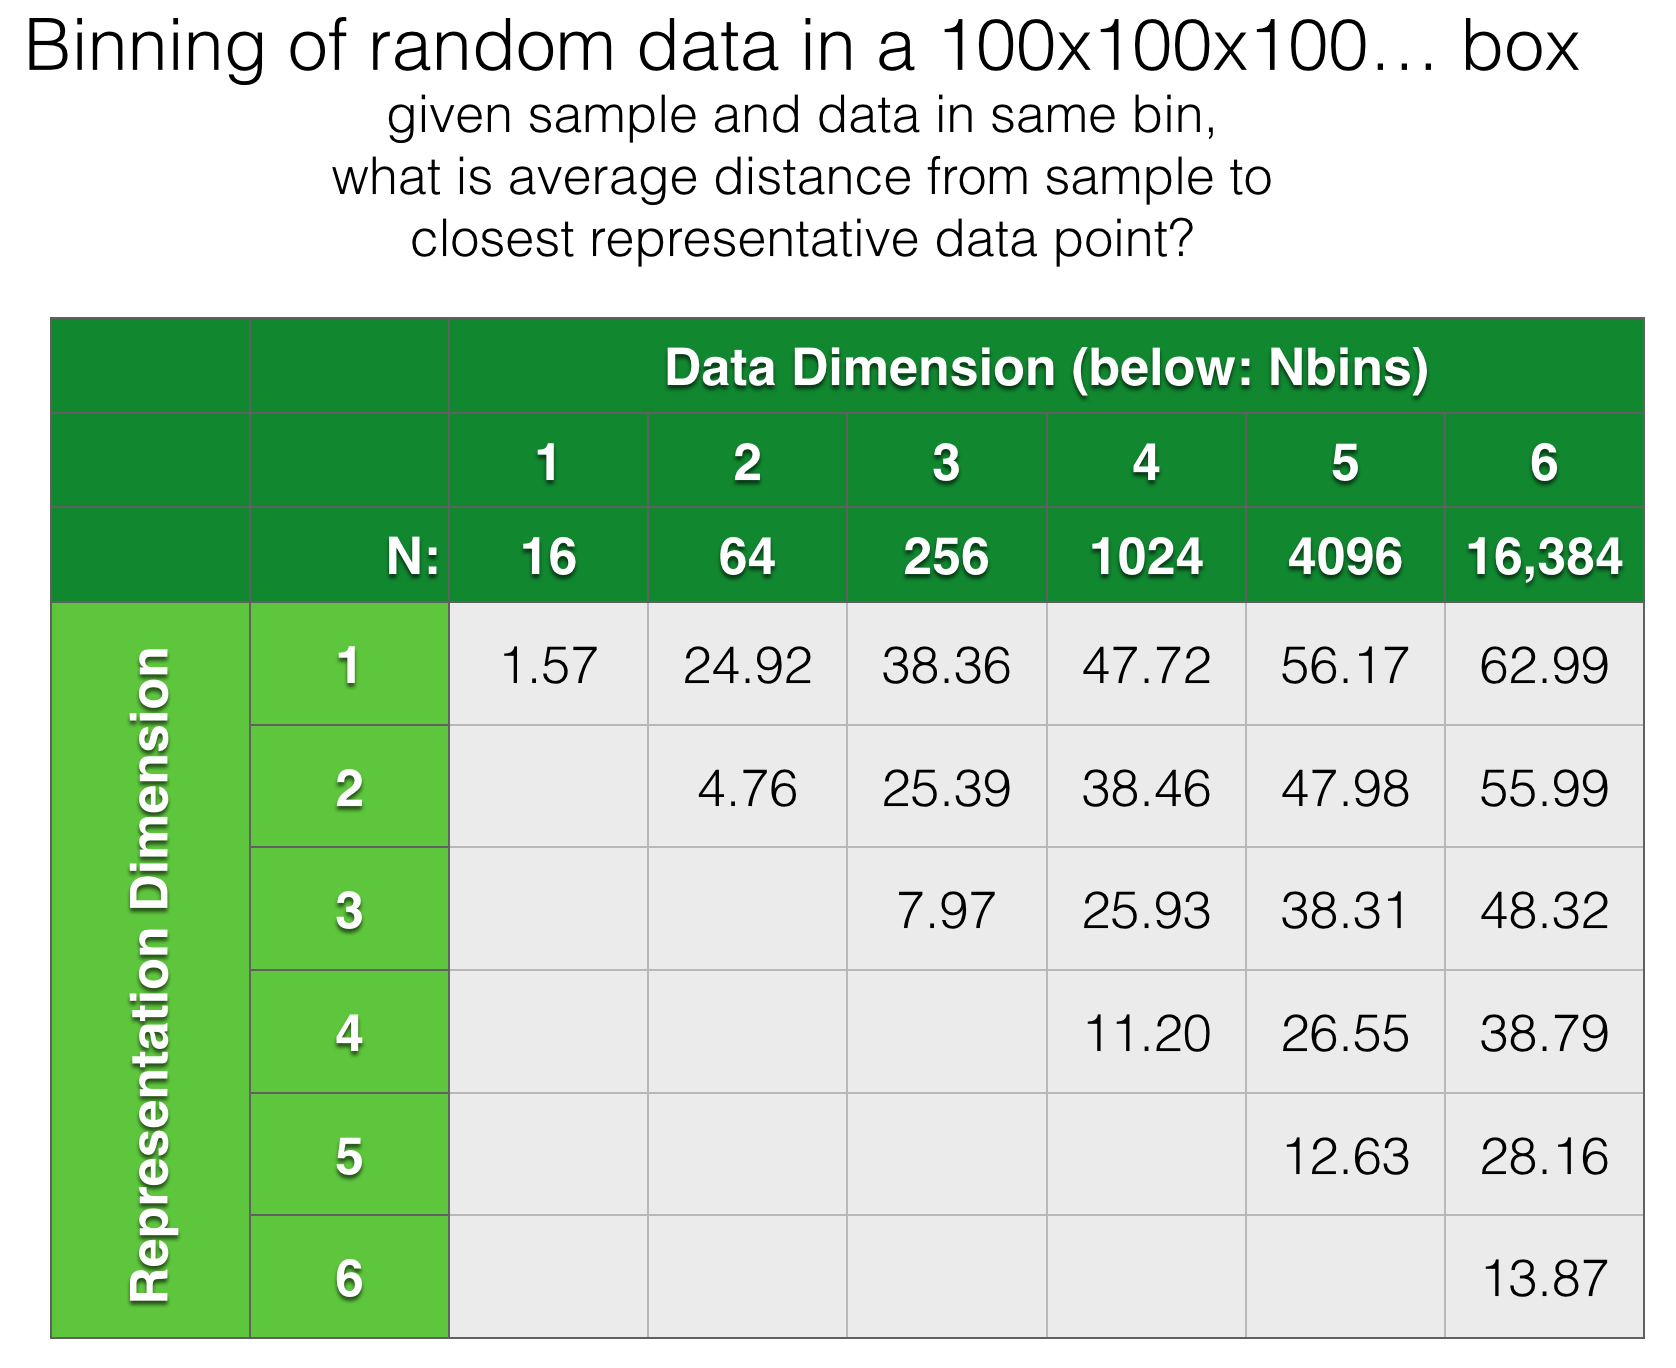 Binning of random data in a 100x100x100… box
given sample and data in same bin,
what is average distance from sample to
closest representative data point?
Data Dimension (below: Nbins)
1 2 3 4 5 6
N: 16 64 256 1024 4096 16,384
Representation Dimension
1 1.57 24.92 38.36 47.72 56.17 62.99
2 4.76 25.39 38.46 47.98 55.99
3 7.97 25.93 38.31 48.32
4 11.20 26.55 38.79
5 12.63 28.16
6 13.87